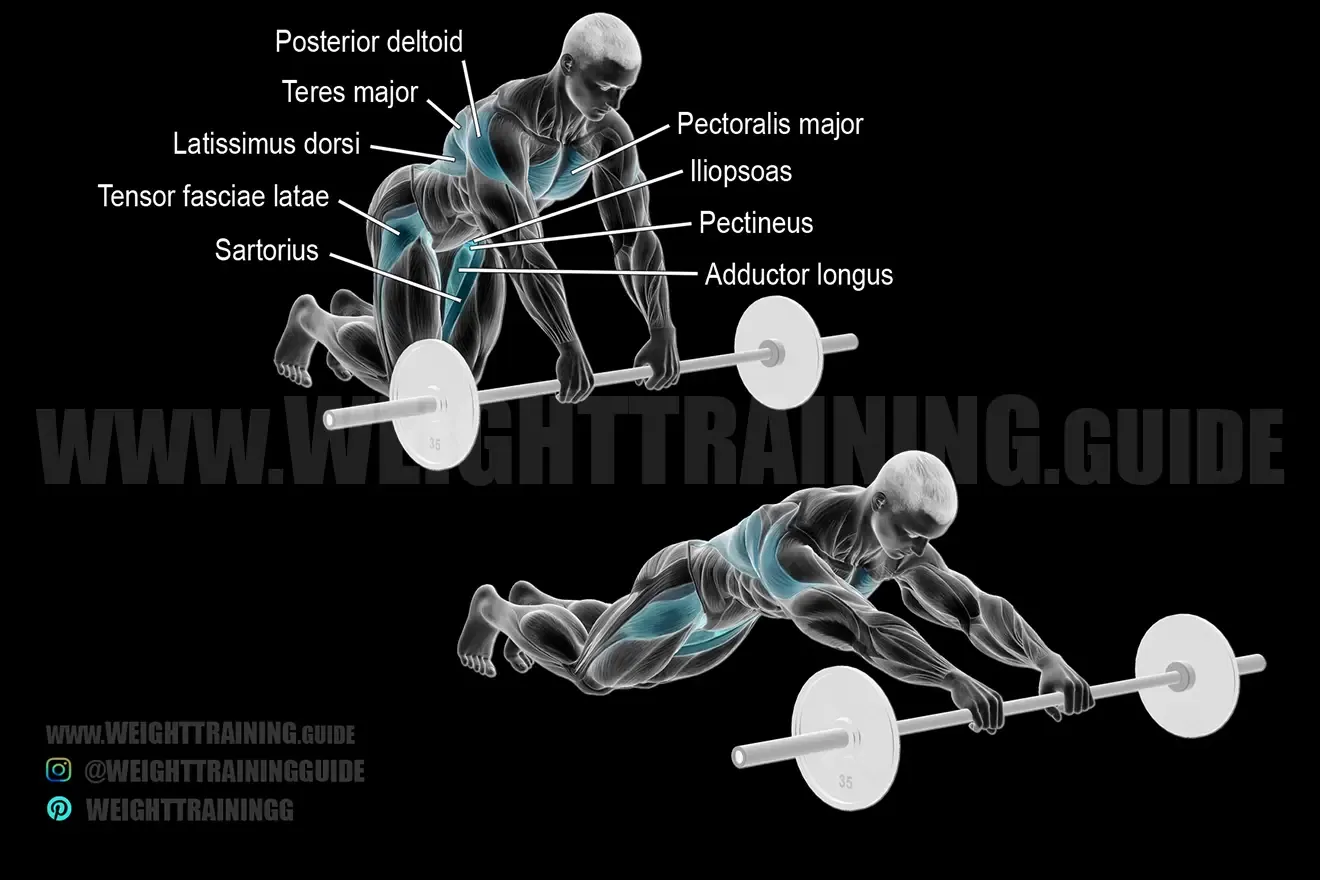 Posterior deltoid
Teres major
Latissimus dorsi
Tensor fasciae latae
Sartorius
Pectoralis major
Iliopsoas
Pectineus
Adductor longus
35
WWW.WEIGHTTRAINING.GUIDE
35
WWW.WEIGHTTRAINING.GUIDE
@WEIGHTTRAININGGUIDE
WEIGHTTRAININGG